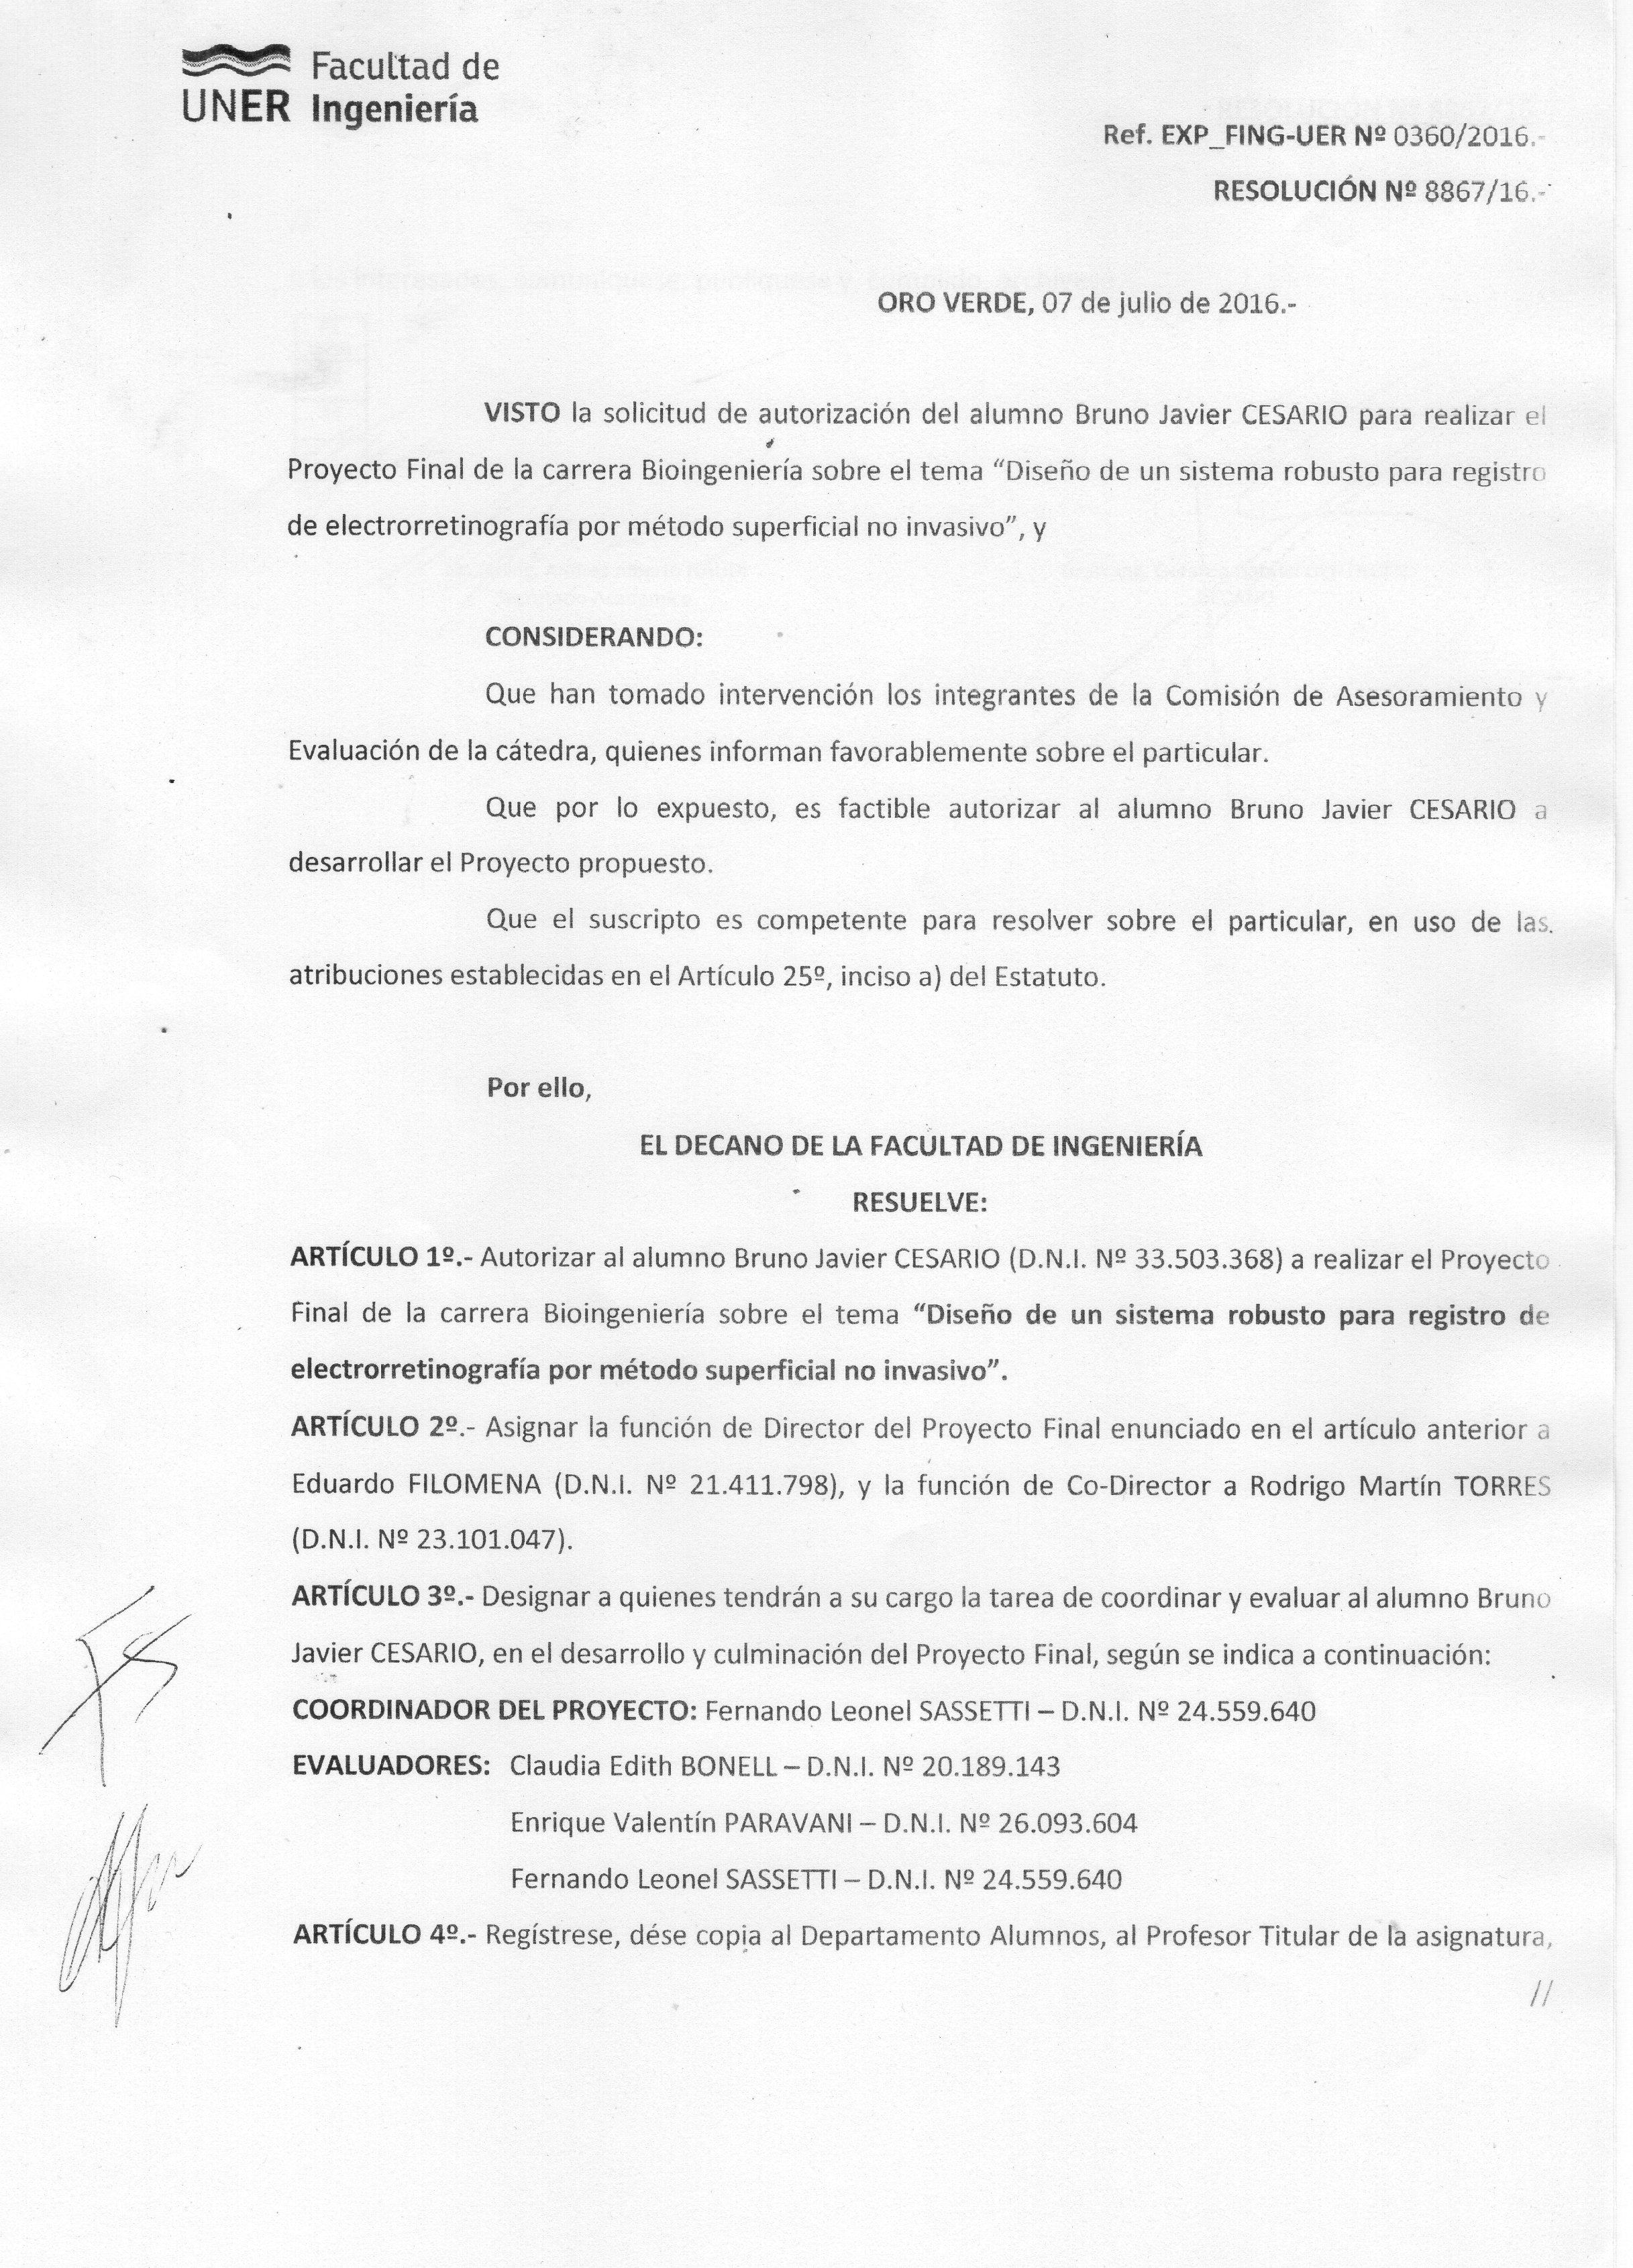 Facultad de
UNER Ingeniería
Ref. EXP_FING-UER Nº 0360/2016.-
RESOLUCIÓN Nº 8867/16.-
ORO VERDE, 07 de julio de 2016.-
VISTO la solicitud de autorización del alumno Bruno Javier CESARIO para realizar el
Proyecto Final de la carrera Bioingeniería sobre el tema “Diseño de un sistema robusto para registro
de electrorretinografía por método superficial no invasivo”, y
CONSIDERANDO:
Que han tomado intervención los integrantes de la Comisión de Asesoramiento y
Evaluación de la cátedra, quienes informan favorablemente sobre el particular.
Que por lo expuesto, es factible autorizar al alumno Bruno Javier CESARIO a
desarrollar el Proyecto propuesto.
Que el suscripto es competente para resolver sobre el particular, en uso de las
atribuciones establecidas en el Artículo 25º, inciso a) del Estatuto.
Por ello,
EL DECANO DE LA FACULTAD DE INGENIERÍA
RESUELVE:
ARTÍCULO 1º.- Autorizar al alumno Bruno Javier CESARIO (D.N.I. Nº 33.503.368) a realizar el Proyecto
Final de la carrera Bioingeniería sobre el tema “Diseño de un sistema robusto para registro de
electrorretinografía por método superficial no invasivo”.
ARTÍCULO 2º.- Asignar la función de Director del Proyecto Final enunciado en el artículo anterior a
Eduardo FILOMENA (D.N.I. Nº 21.411.798), y la función de Co-Director a Rodrigo Martín TORRES
(D.N.I. Nº 23.101.047).
ARTÍCULO 3º.- Designar a quienes tendrán a su cargo la tarea de coordinar y evaluar al alumno Bruno
Javier CESARIO, en el desarrollo y culminación del Proyecto Final, según se indica a continuación:
COORDINADOR DEL PROYECTO: Fernando Leonel SASSETTI – D.N.I. Nº 24.559.640
EVALUADORES: Claudia Edith BONELL – D.N.I. Nº 20.189.143
Enrique Valentín PARAVANI – D.N.I. Nº 26.093.604
Fernando Leonel SASSETTI – D.N.I. Nº 24.559.640
ARTÍCULO 4º.- Regístrese, dése copia al Departamento Alumnos, al Profesor Titular de la asignatura,
//